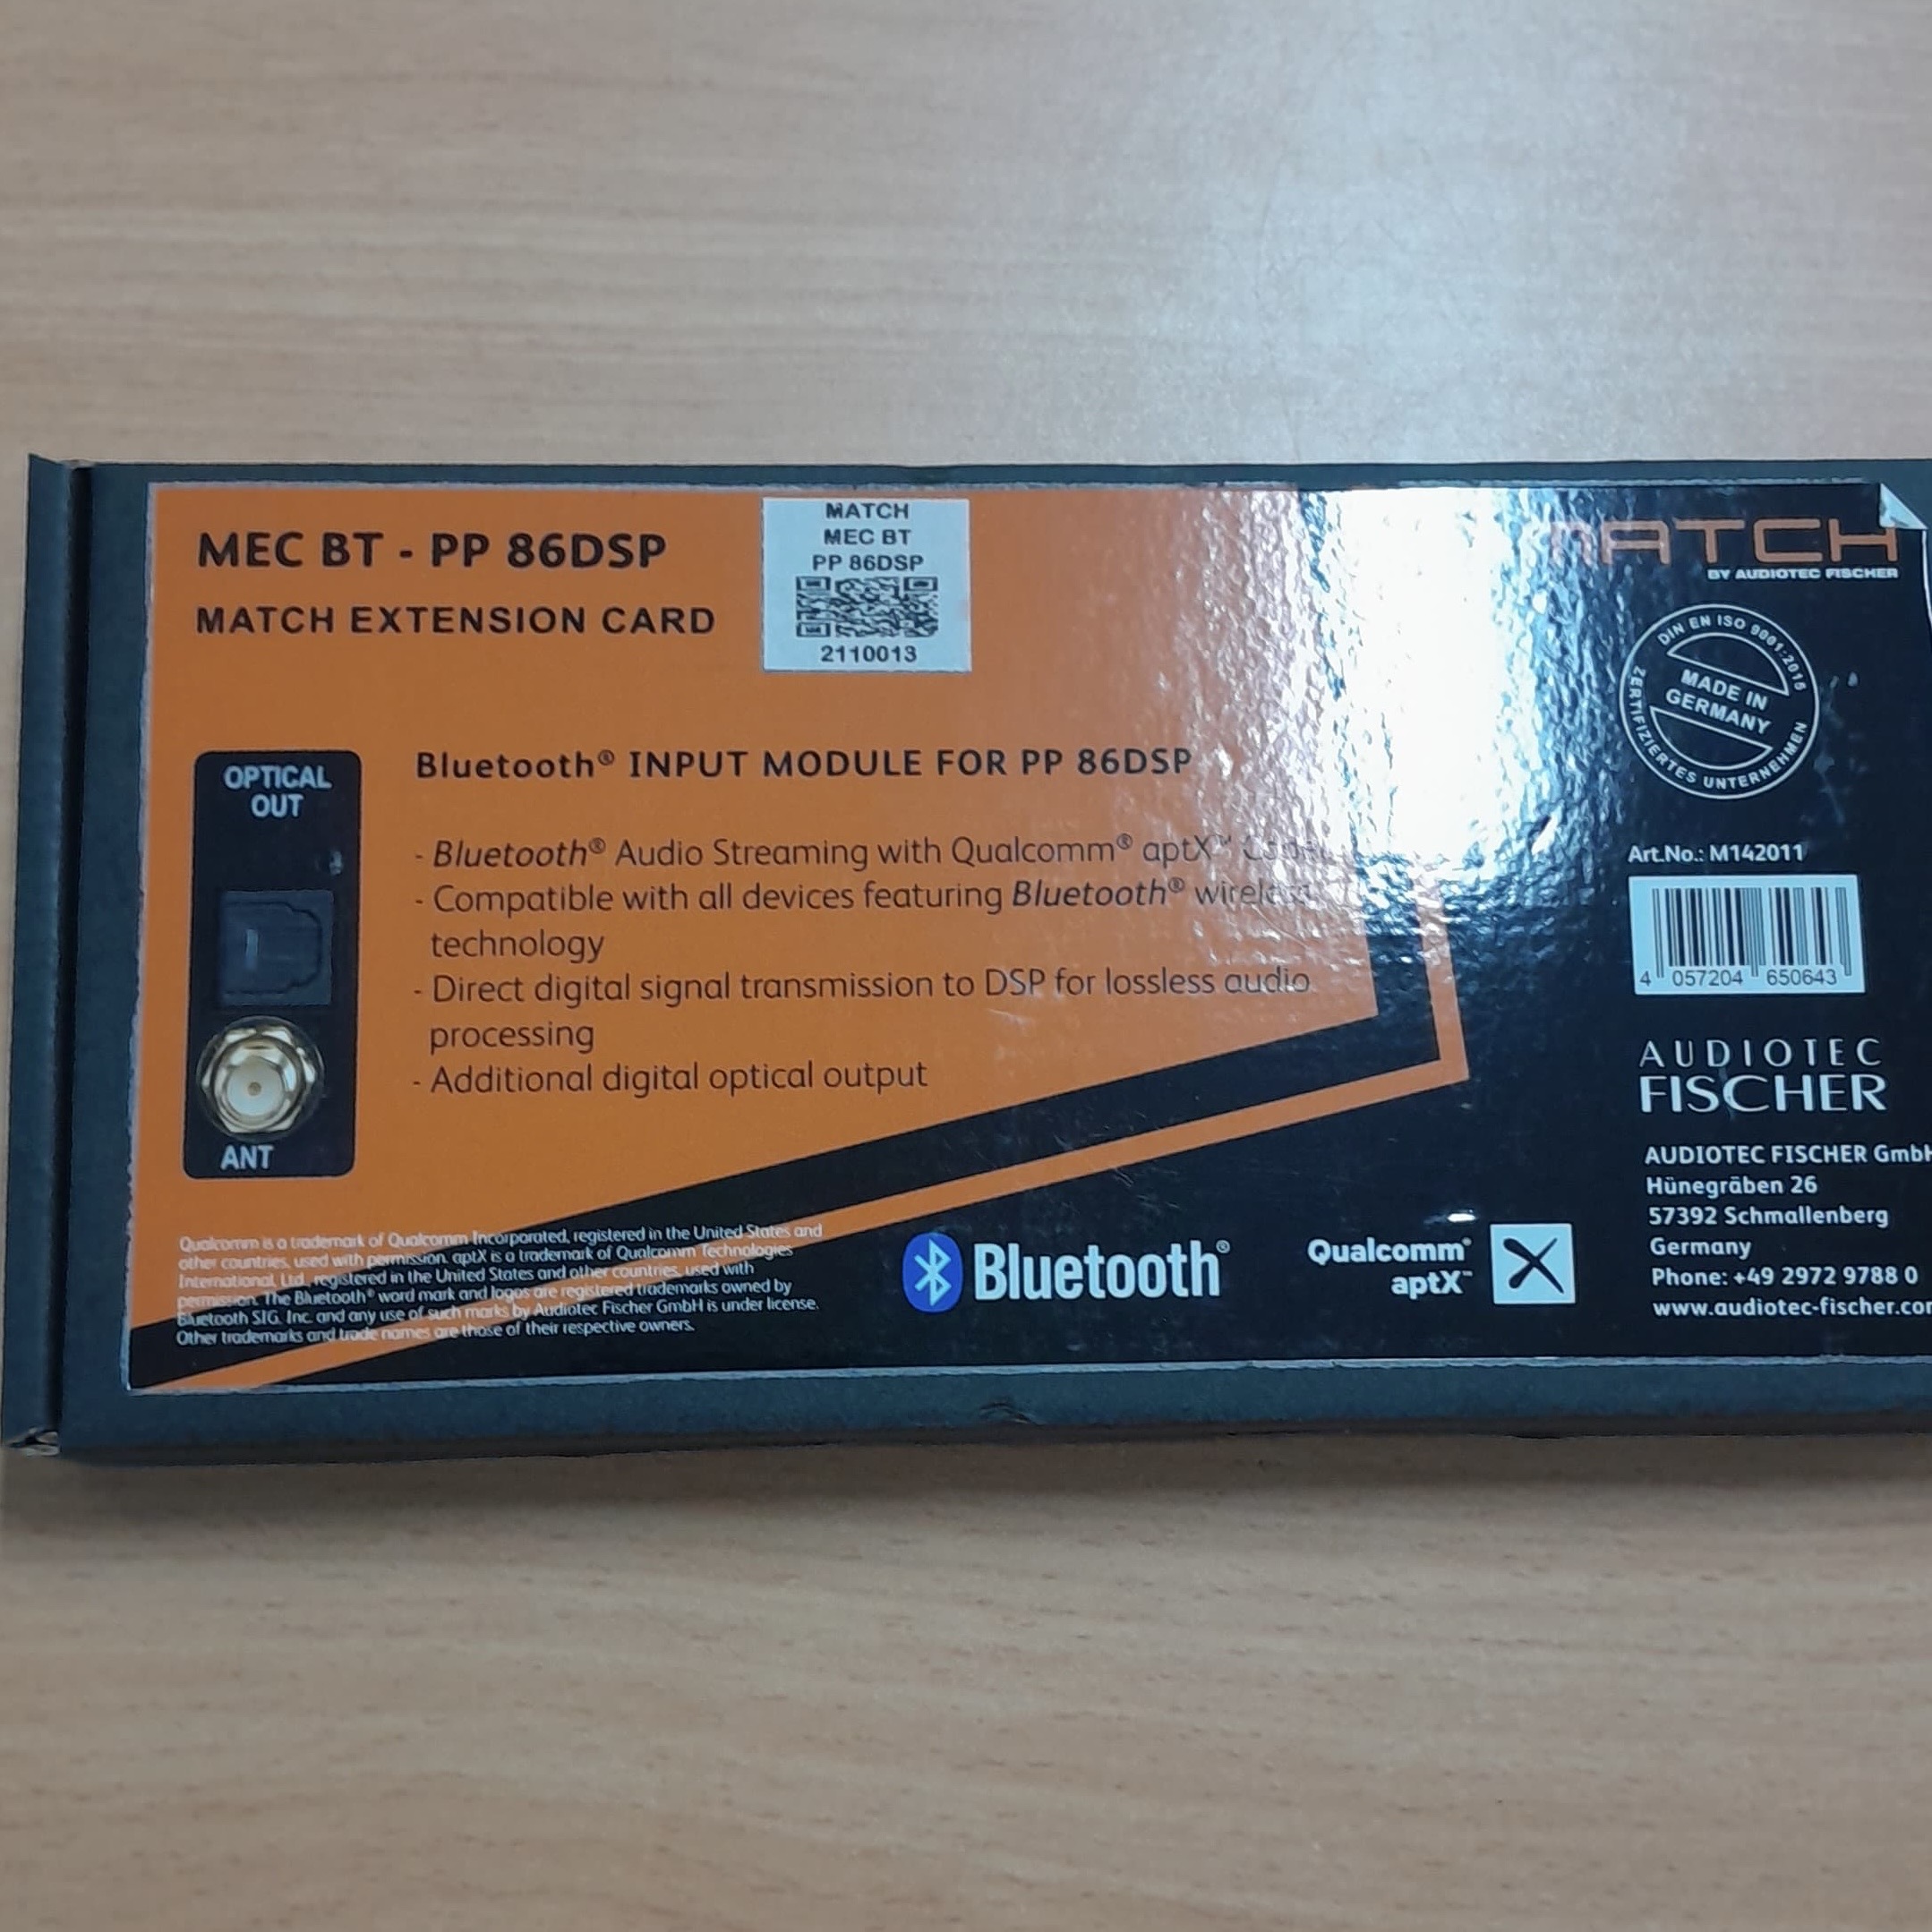 MEC BT - PP 86DSP
MATCH EXTENSION CARD
MATCH
MEC BT
PP 86DSP
2110013
MATCH
BY AUDIOTEC FISCHER
DIN EN ISO 9001:2015
MADE IN
GERMANY
ZERTIFIZIERTES UNTERNEHMEN
OPTICAL
OUT
ANT
Bluetooth® INPUT MODULE FOR PP 86DSP
- Bluetooth® Audio Streaming with Qualcomm® aptX™
- Compatible with all devices featuring Bluetooth® wireless
technology
- Direct digital signal transmission to DSP for lossless audio
processing
- Additional digital optical output
Art.No.: M142011
4 057204 650643
AUDIOTEC
FISCHER
AUDIOTEC FISCHER GmbH
Hünegräben 26
57392 Schmallenberg
Germany
Phone: +49 2972 9788 0
www.audiotec-fischer.com
Qualcomm is a trademark of Qualcomm Incorporated, registered in the United States and
other countries, used with permission. aptX is a trademark of Qualcomm Technologies
International, Ltd., registered in the United States and other countries, used with
permission. The Bluetooth® word mark and logos are registered trademarks owned by
Bluetooth SIG, Inc. and any use of such marks by Audiotec Fischer GmbH is under license.
Other trademarks and trade names are those of their respective owners.
Bluetooth®
Qualcomm®
aptX™